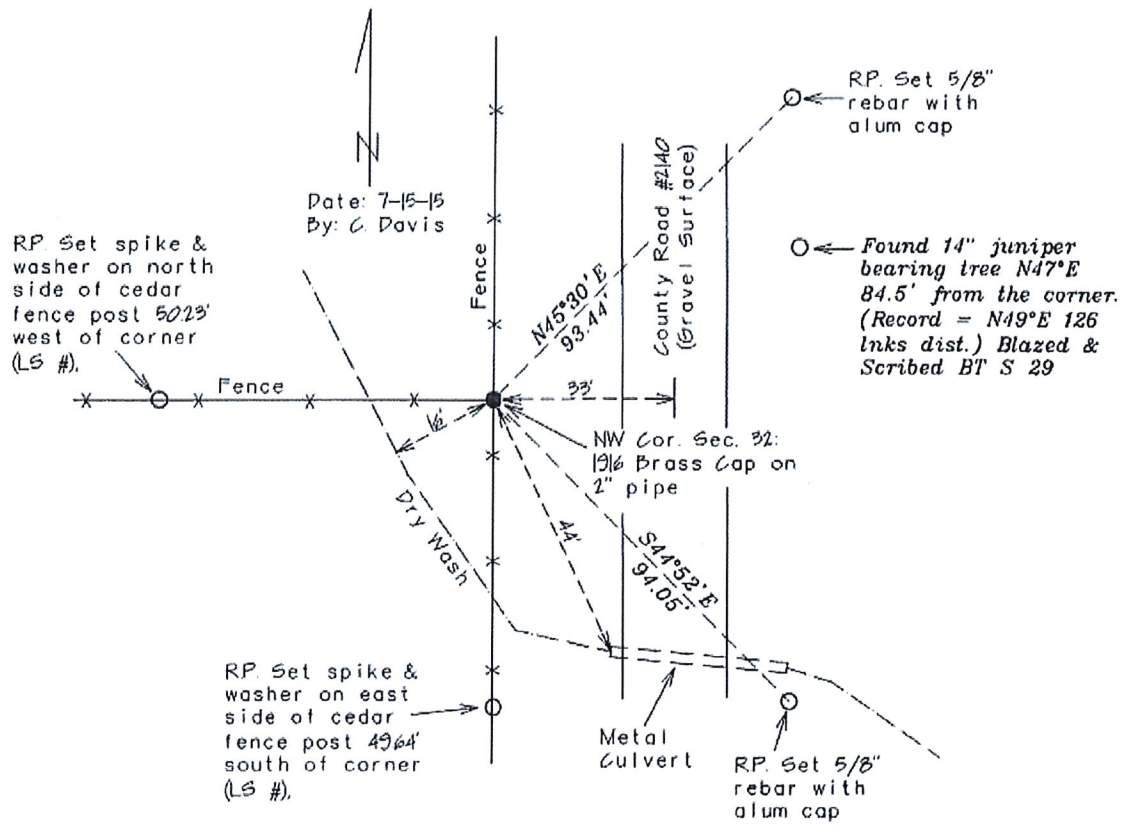 RP. Set 5/8"
rebar with
alum cap
N
Date: 7-15-15
By: C. Davis
Fence
County Road #2140
(Gravel Surface)
RP. Set spike &
washer on north
side of cedar
fence post 50.23'
west of corner
(LS #).
Found 14" juniper
bearing tree N47°E
84.5' from the corner.
(Record = N49°E 126
lnks dist.) Blazed &
Scribed BT S 29
N45°30'E
93.44'
Fence
33'
16'
NW Cor. Sec. 32:
1916 Brass Cap on
2" pipe
Dry Wash
44'
S44°52'E
94.05'
RP. Set spike &
washer on east
side of cedar
fence post 49.64'
south of corner
(LS #).
Metal
Culvert
RP. Set 5/8"
rebar with
alum cap